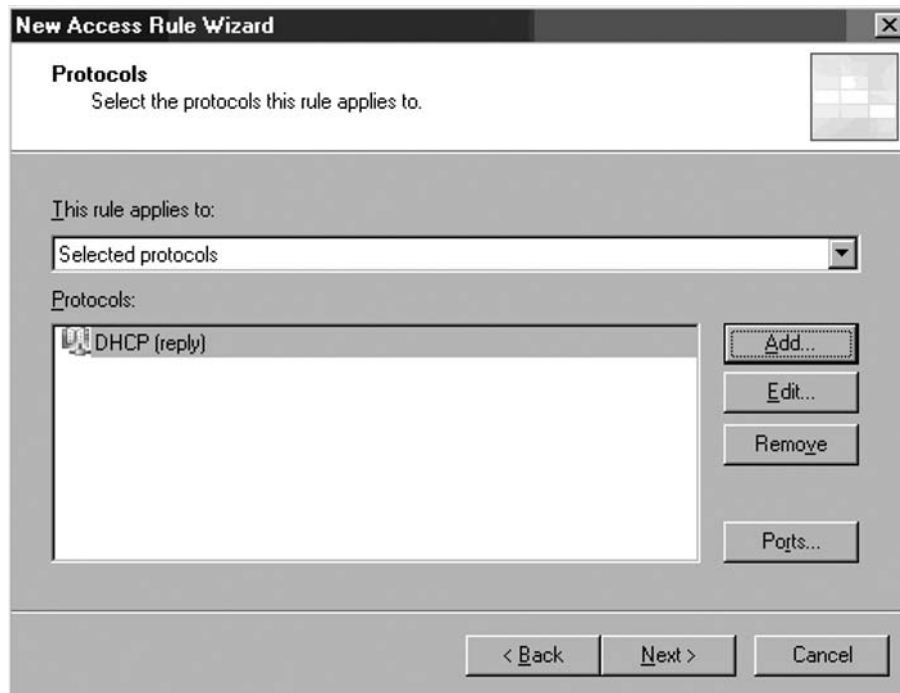 New Access Rule Wizard
Protocols
Select the protocols this rule applies to.
This rule applies to:
Selected protocols
Protocols:
DHCP (reply)
Add...
Edit...
Remove
Ports...
< Back
Next >
Cancel